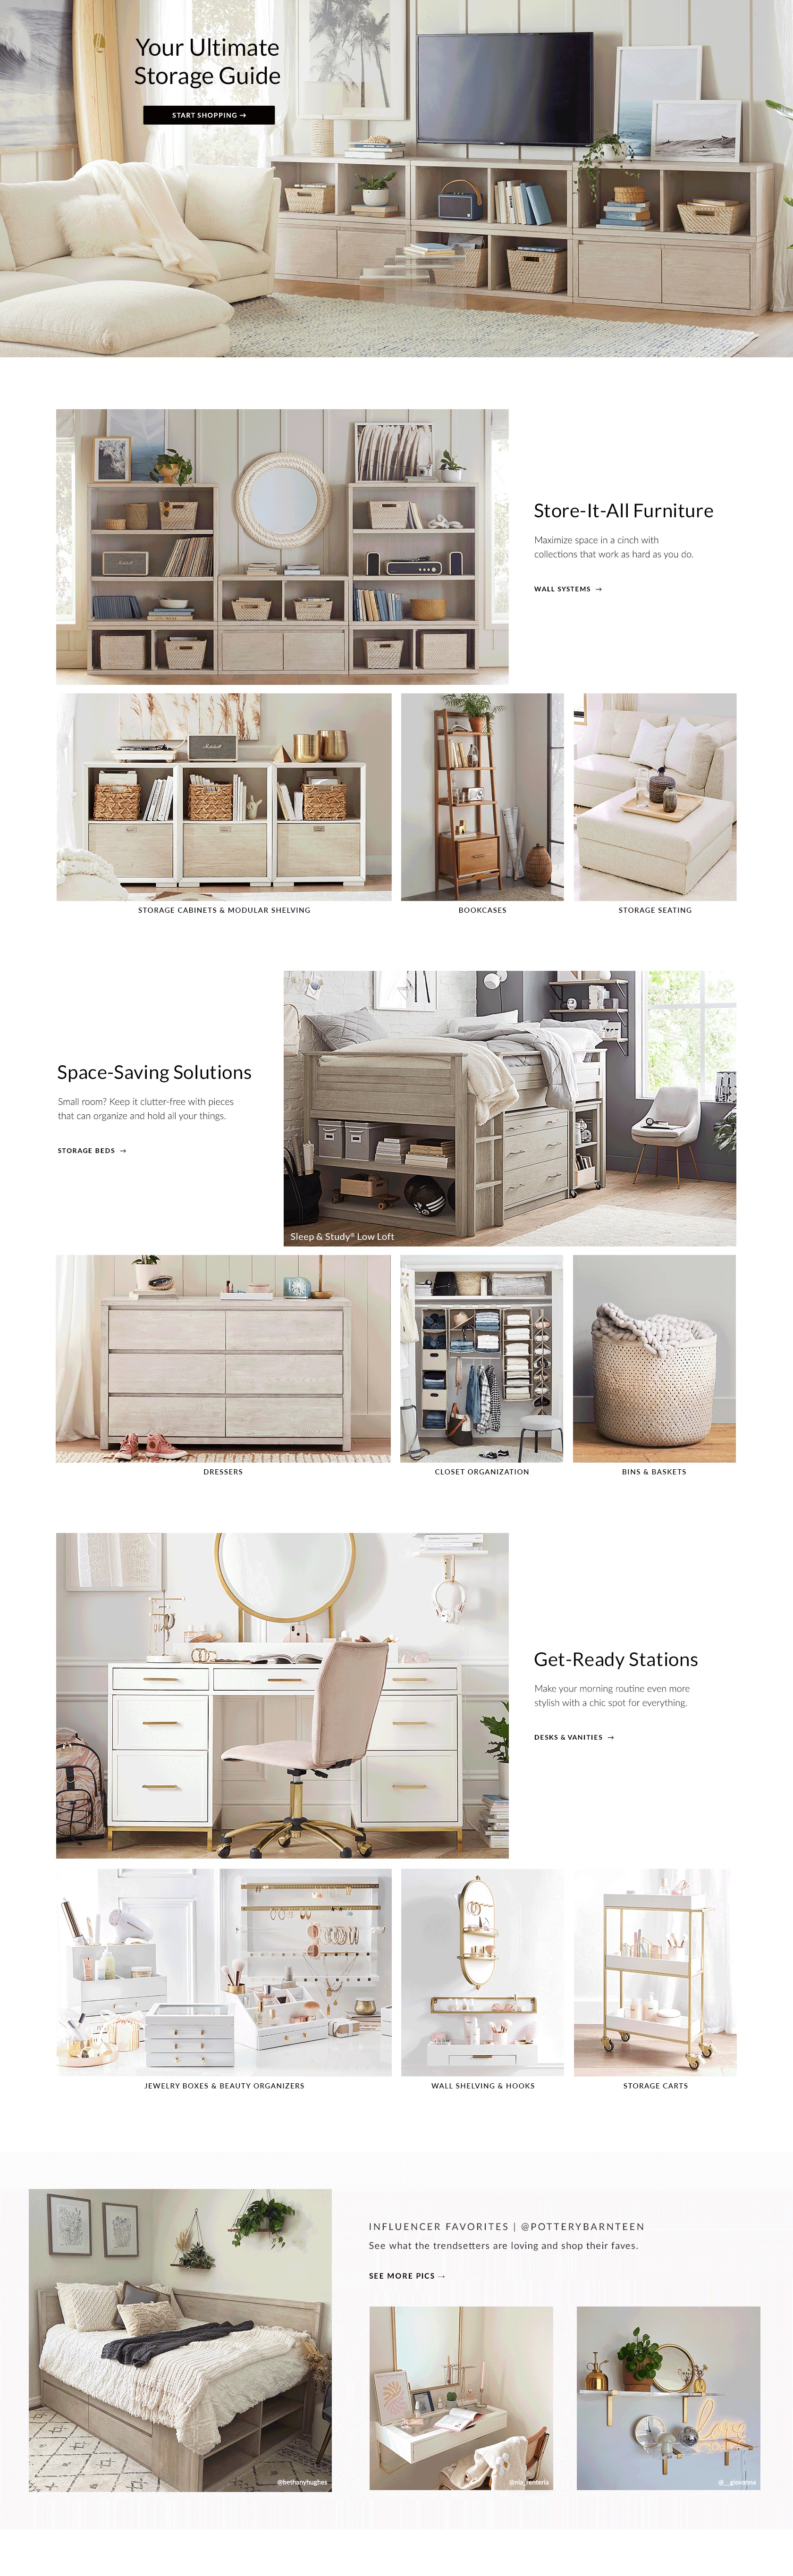 Your Ultimate
Storage Guide
START SHOPPING →
Store-It-All Furniture
Maximize space in a cinch with
collections that work as hard as you do.
WALL SYSTEMS →
Marshall
STORAGE CABINETS & MODULAR SHELVING
BOOKCASES
STORAGE SEATING
Space-Saving Solutions
Small room? Keep it clutter-free with pieces
that can organize and hold all your things.
STORAGE BEDS →
Sleep & Study® Low Loft
DRESSERS
CLOSET ORGANIZATION
BINS & BASKETS
Get-Ready Stations
Make your morning routine even more
stylish with a chic spot for everything.
DESKS & VANITIES →
JEWELRY BOXES & BEAUTY ORGANIZERS
WALL SHELVING & HOOKS
STORAGE CARTS
INFLUENCER FAVORITES | @POTTERYBARNTEEN
See what the trendsetters are loving and shop their faves.
SEE MORE PICS →
love
@bethanyhughes
@nia_renteria
@__giovanna